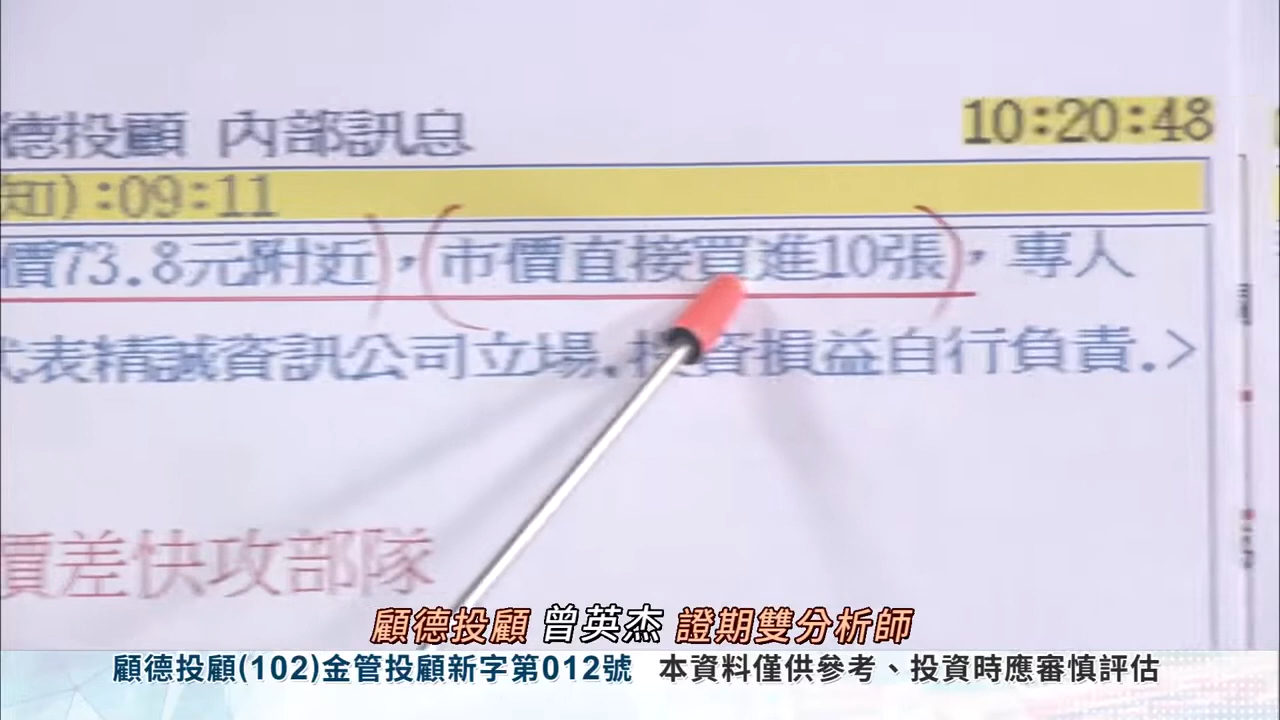 德投顧 內部訊息 10:20:48
知):09:11
價73.8元附近),(市價直接買進10張),專人
代表精誠資訊公司立場.投資損益自行負責.>
價差快攻部隊
顧德投顧 曾英杰 證期雙分析師
顧德投顧(102)金管投顧新字第012號 本資料僅供參考、投資時應審慎評估